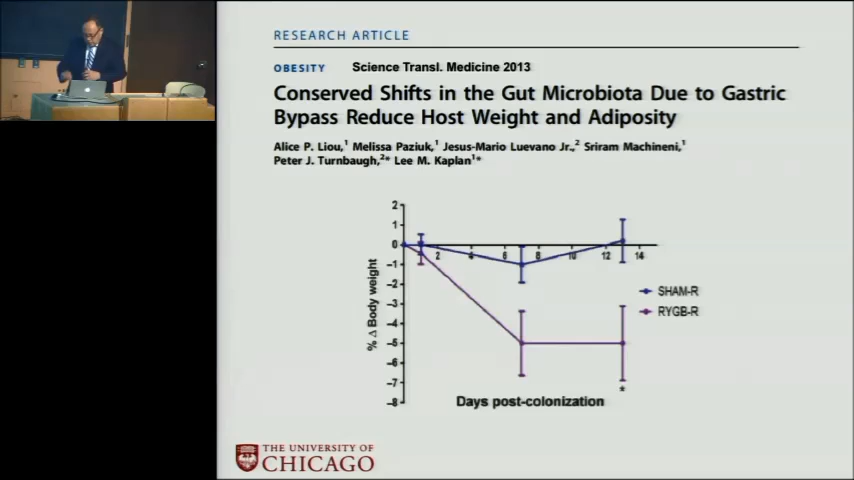 RESEARCH ARTICLE
OBESITY Science Transl. Medicine 2013
Conserved Shifts in the Gut Microbiota Due to Gastric
Bypass Reduce Host Weight and Adiposity
Alice P. Liou,1 Melissa Paziuk,1 Jesus-Mario Luevano Jr.,2 Sriram Machineni,1
Peter J. Turnbaugh,2* Lee M. Kaplan1*
2
1
0
-1
-2
-3
-4
-5
-6
-7
-8
% Δ Body weight
2 4 6 8 10 12 14
SHAM-R
RYGB-R
*
Days post-colonization
THE UNIVERSITY OF
CHICAGO